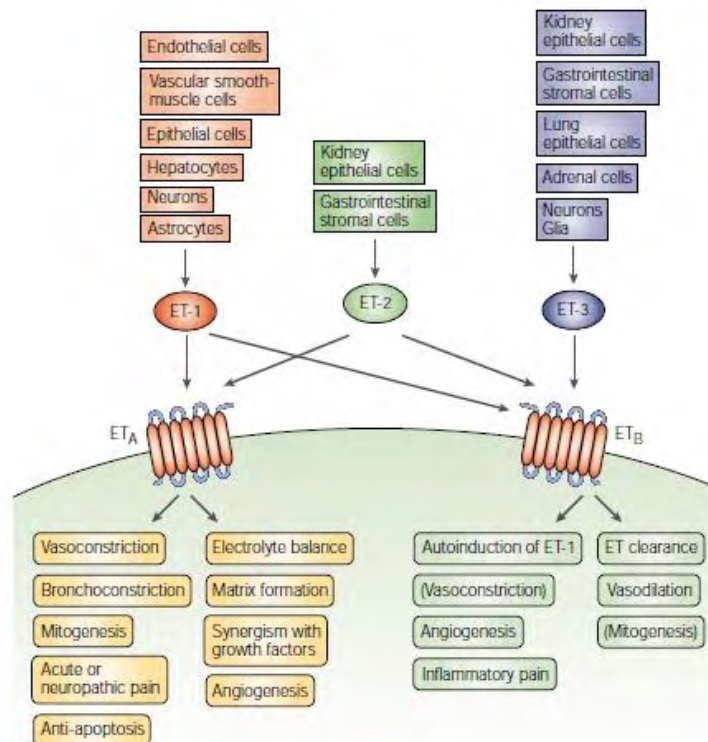 Endothelial cells
Vascular smooth-
muscle cells
Epithelial cells
Hepatocytes
Neurons
Astrocytes
Kidney
epithelial cells
Gastrointestinal
stromal cells
Kidney
epithelial cells
Gastrointestinal
stromal cells
Lung
epithelial cells
Adrenal cells
Neurons
Glia
ET-1
ET-2
ET-3
ETA
ETB
Vasoconstriction
Bronchoconstriction
Mitogenesis
Acute or
neuropathic pain
Anti-apoptosis
Electrolyte balance
Matrix formation
Synergism with
growth factors
Angiogenesis
Autoinduction of ET-1
(Vasoconstriction)
Angiogenesis
Inflammatory pain
ET clearance
Vasodilation
(Mitogenesis)